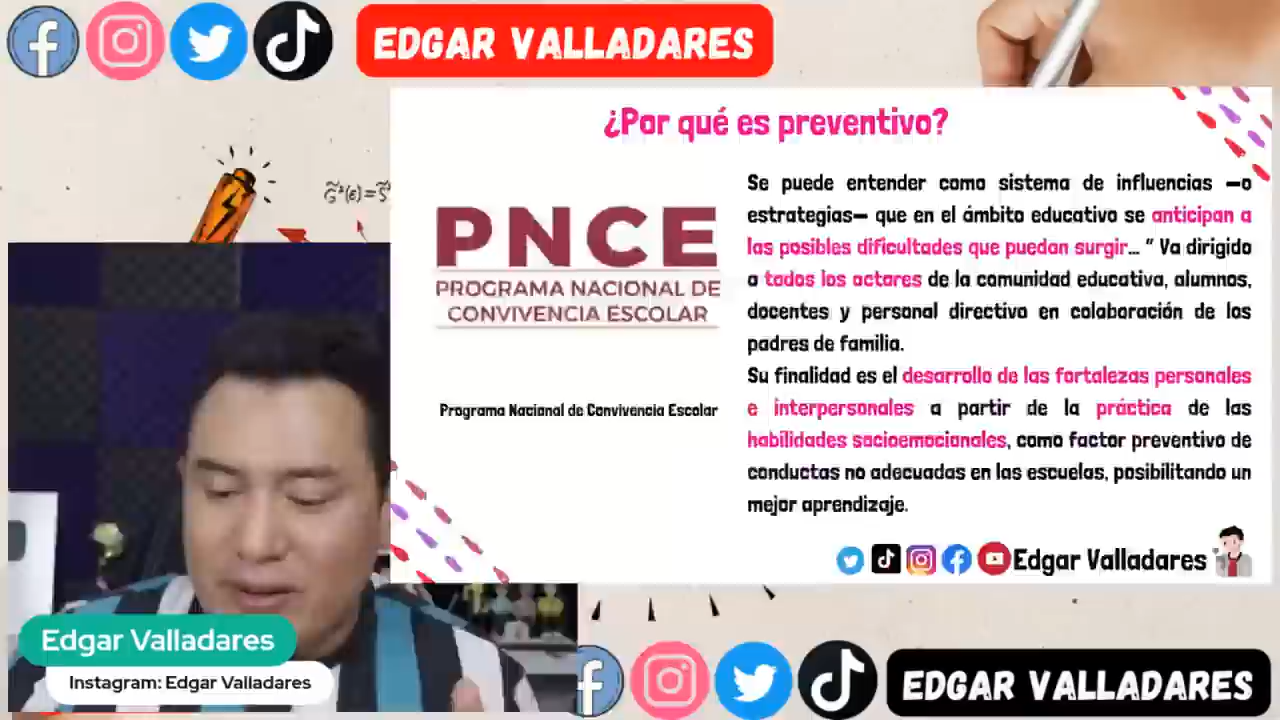 EDGAR VALLADARES
¿Por qué es preventivo?
PNCE
PROGRAMA NACIONAL DE
CONVIVENCIA ESCOLAR
Programa Nacional de Convivencia Escolar
Se puede entender como sistema de influencias —o
estrategias— que en el ámbito educativo se anticipan a
las posibles dificultades que puedan surgir... ” Va dirigido
a todos los actores de la comunidad educativa, alumnos,
docentes y personal directivo en colaboración de los
padres de familia.
Su finalidad es el desarrollo de las fortalezas personales
e interpersonales a partir de la práctica de las
habilidades socioemocionales, como factor preventivo de
conductas no adecuadas en las escuelas, posibilitando un
mejor aprendizaje.
Edgar Valladares
Edgar Valladares
Instagram: Edgar Valladares
EDGAR VALLADARES